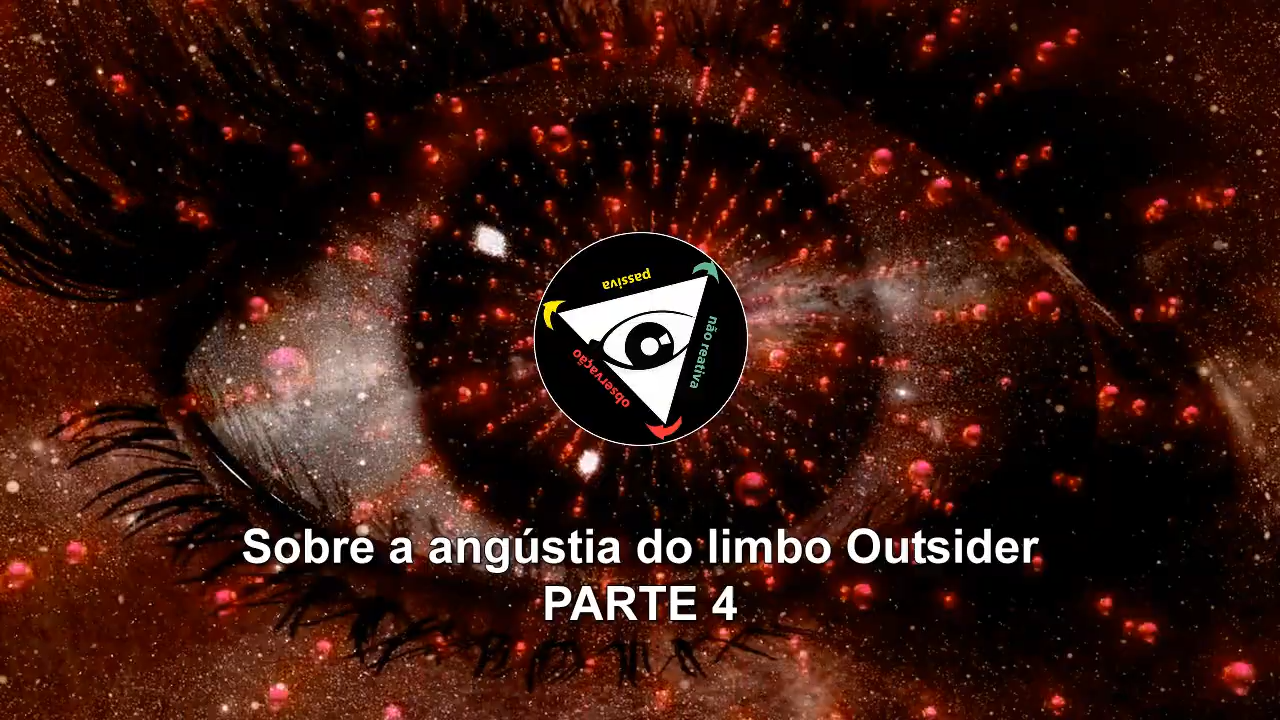 passiva
não reativa
observação
Sobre a angústia do limbo Outsider
PARTE 4